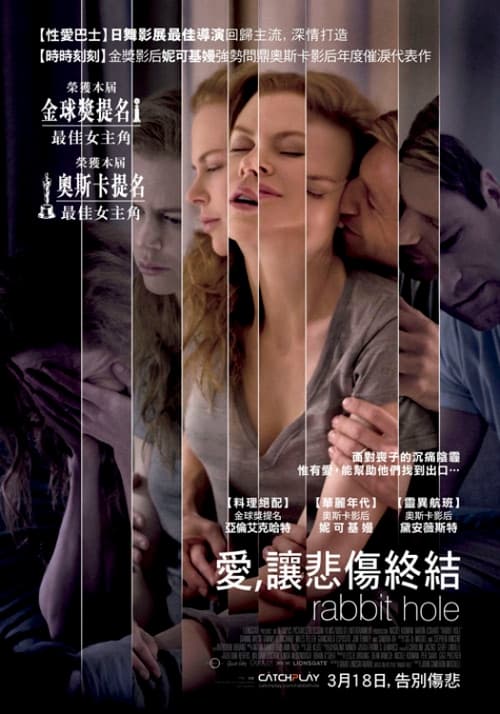 【性愛巴士】日舞影展最佳導演回歸主流，深情打造
【時時刻刻】金獎影后妮可基嫚強勢問鼎奧斯卡影后年度催淚代表作
榮獲本屆
金球獎提名
最佳女主角
榮獲本屆
奧斯卡提名
最佳女主角
面對喪子的沉痛陰霾
惟有愛，能幫助他們找到出口…
【料理絕配】
金球獎提名
亞倫艾克哈特
【華麗年代】
奧斯卡影后
妮可基嫚
【靈異航班】
奧斯卡影后
黛安薇斯特
愛，讓悲傷終結
rabbit hole
LIONSGATE
CATCHPLAY
3月18日，告別傷悲